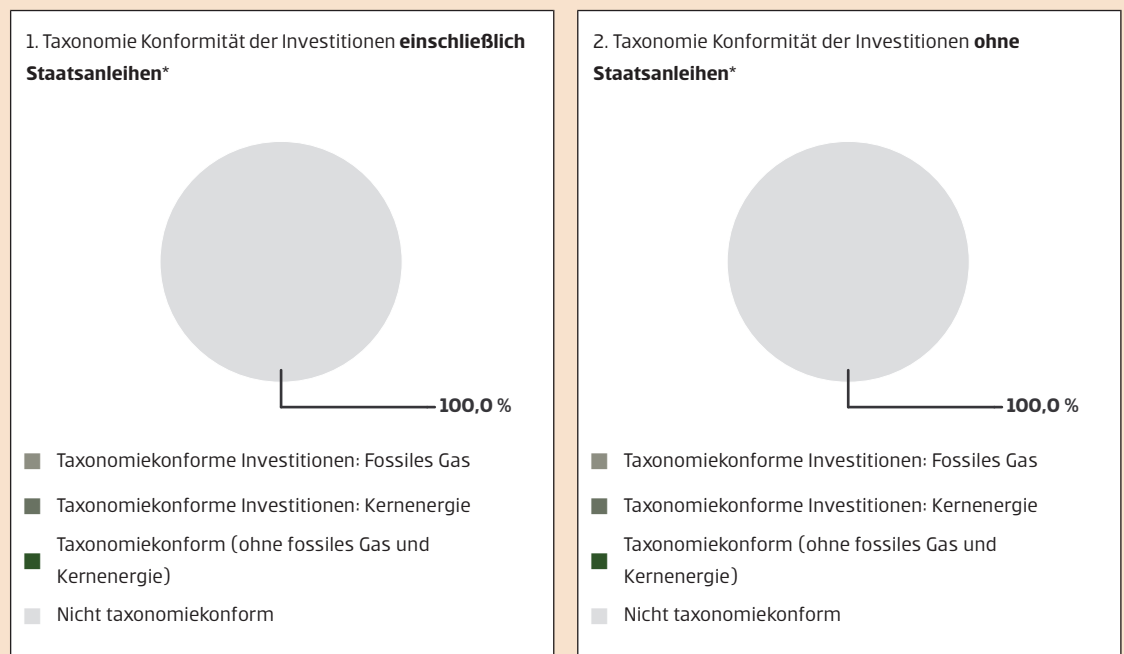 1. Taxonomie Konformität der Investitionen einschließlich
Staatsanleihen*
100,0 %
Taxonomiekonforme Investitionen: Fossiles Gas
Taxonomiekonforme Investitionen: Kernenergie
Taxonomiekonform (ohne fossiles Gas und
Kernenergie)
Nicht taxonomiekonform
2. Taxonomie Konformität der Investitionen ohne
Staatsanleihen*
100,0 %
Taxonomiekonforme Investitionen: Fossiles Gas
Taxonomiekonforme Investitionen: Kernenergie
Taxonomiekonform (ohne fossiles Gas und
Kernenergie)
Nicht taxonomiekonform